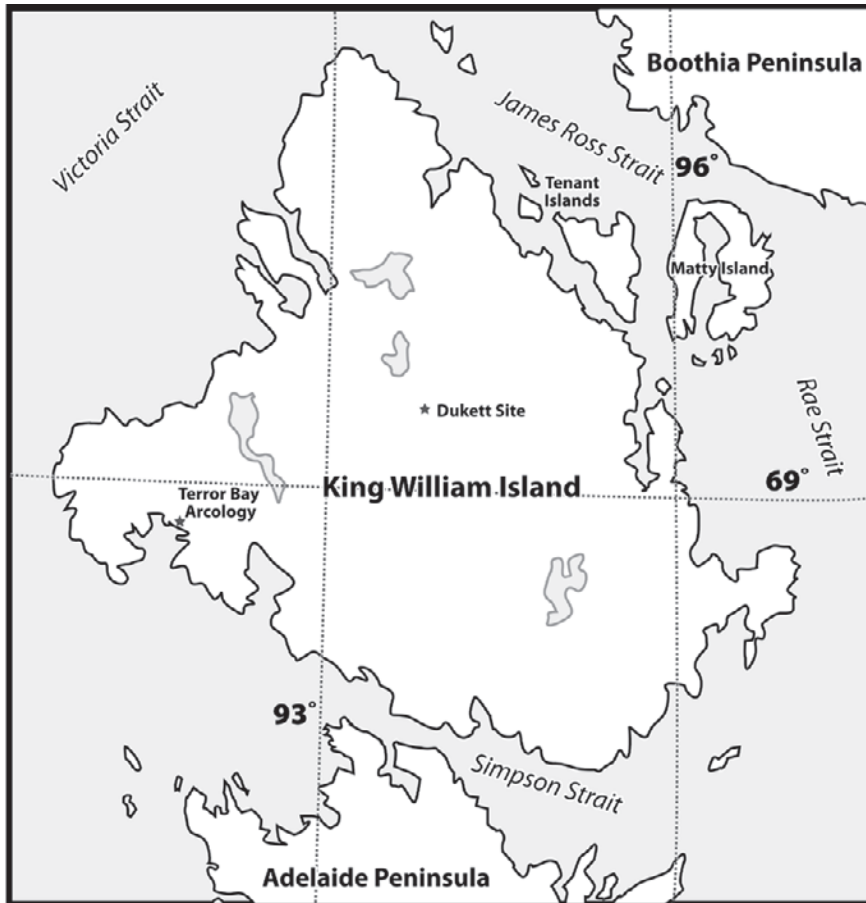 Boothia Peninsula
Victoria Strait
James Ross Strait
96°
Tenant
Islands
Matty Island
Dukett Site
Rae Strait
King William Island
69°
Terror Bay
Arcology
93°
Simpson Strait
Adelaide Peninsula